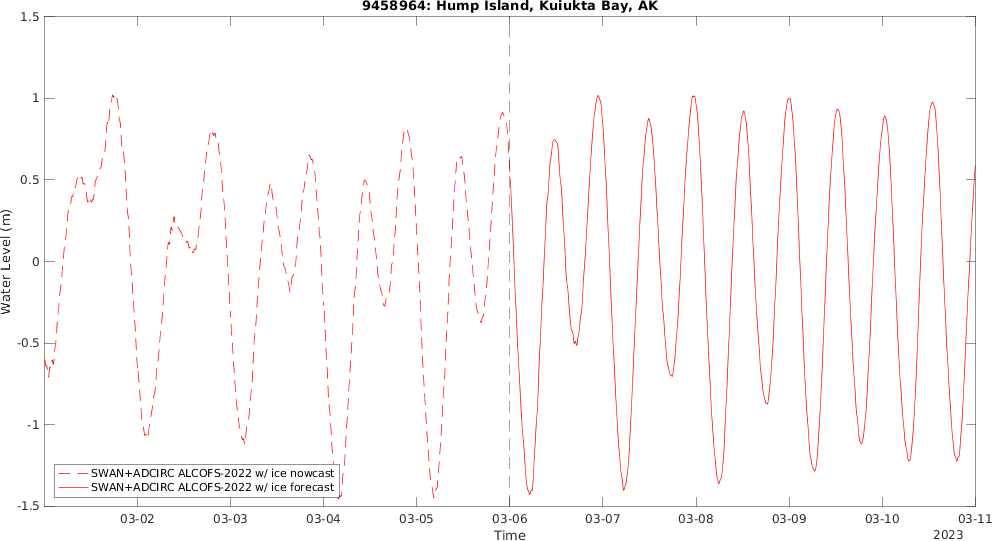 9458964: Hump Island, Kuiukta Bay, AK
1.5
1
0.5
0
-0.5
-1
-1.5
Water Level (m)
SWAN+ADCIRC ALCOFS-2022 w/ ice nowcast
SWAN+ADCIRC ALCOFS-2022 w/ ice forecast
03-02 03-03 03-04 03-05 03-06 03-07 03-08 03-09 03-10 03-11
Time
2023